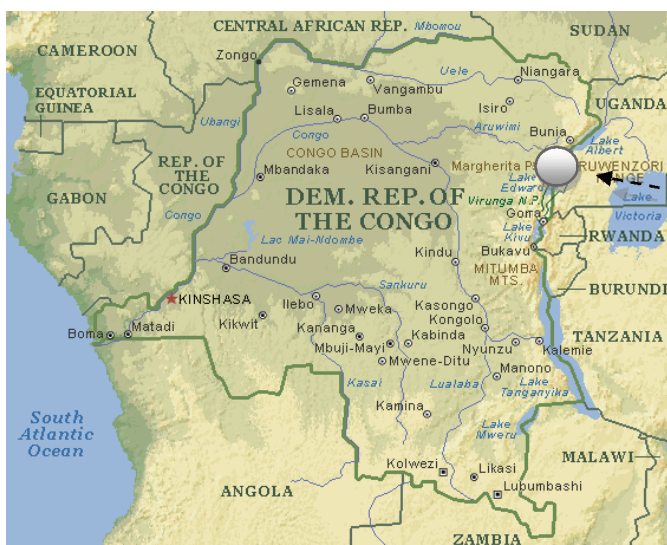 CENTRAL AFRICAN REP.
Mbomou
SUDAN
CAMEROON
Zongo
Uele
Niangara
Gemena
Vangambu
EQUATORIAL
GUINEA
UGANDA
Isiro
Lisala
Bumba
Ubangi
Congo
Aruwimi
Bunia
Lake
Albert
REP. OF
THE CONGO
CONGO BASIN
Kisangani
Margherita
RUWENZORI
Mbandaka
GABON
Lake
Edward
DEM. REP. OF
THE CONGO
Virunga N.P.
Lake
Victoria
Congo
Goma
Lake
Kivu
RWANDA
Lac Mai-Ndombe
Bukavu
Bandundu
Kindu
MITUMBA
MTS.
BURUNDI
Sankuru
KINSHASA
Ilebo
Mweka
Kasongo
Kikwit
Kananga
Kongolo
Boma
Matadi
Kabinda
TANZANIA
Mbuji-Mayi
Nyunzu
Kalemie
Mwene-Ditu
Manono
Kasai
Lualaba
Lake
Tanganyika
Kamina
South
Atlantic
Ocean
Lake
Mweru
MALAWI
Kolwezi
Likasi
ANGOLA
Lubumbashi
ZAMBIA